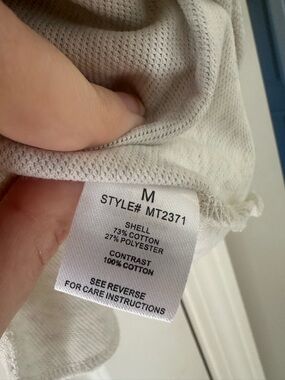 M
STYLE# MT2371
SHELL
73% COTTON
27% POLYESTER
CONTRAST
100% COTTON
SEE REVERSE
FOR CARE INSTRUCTIONS